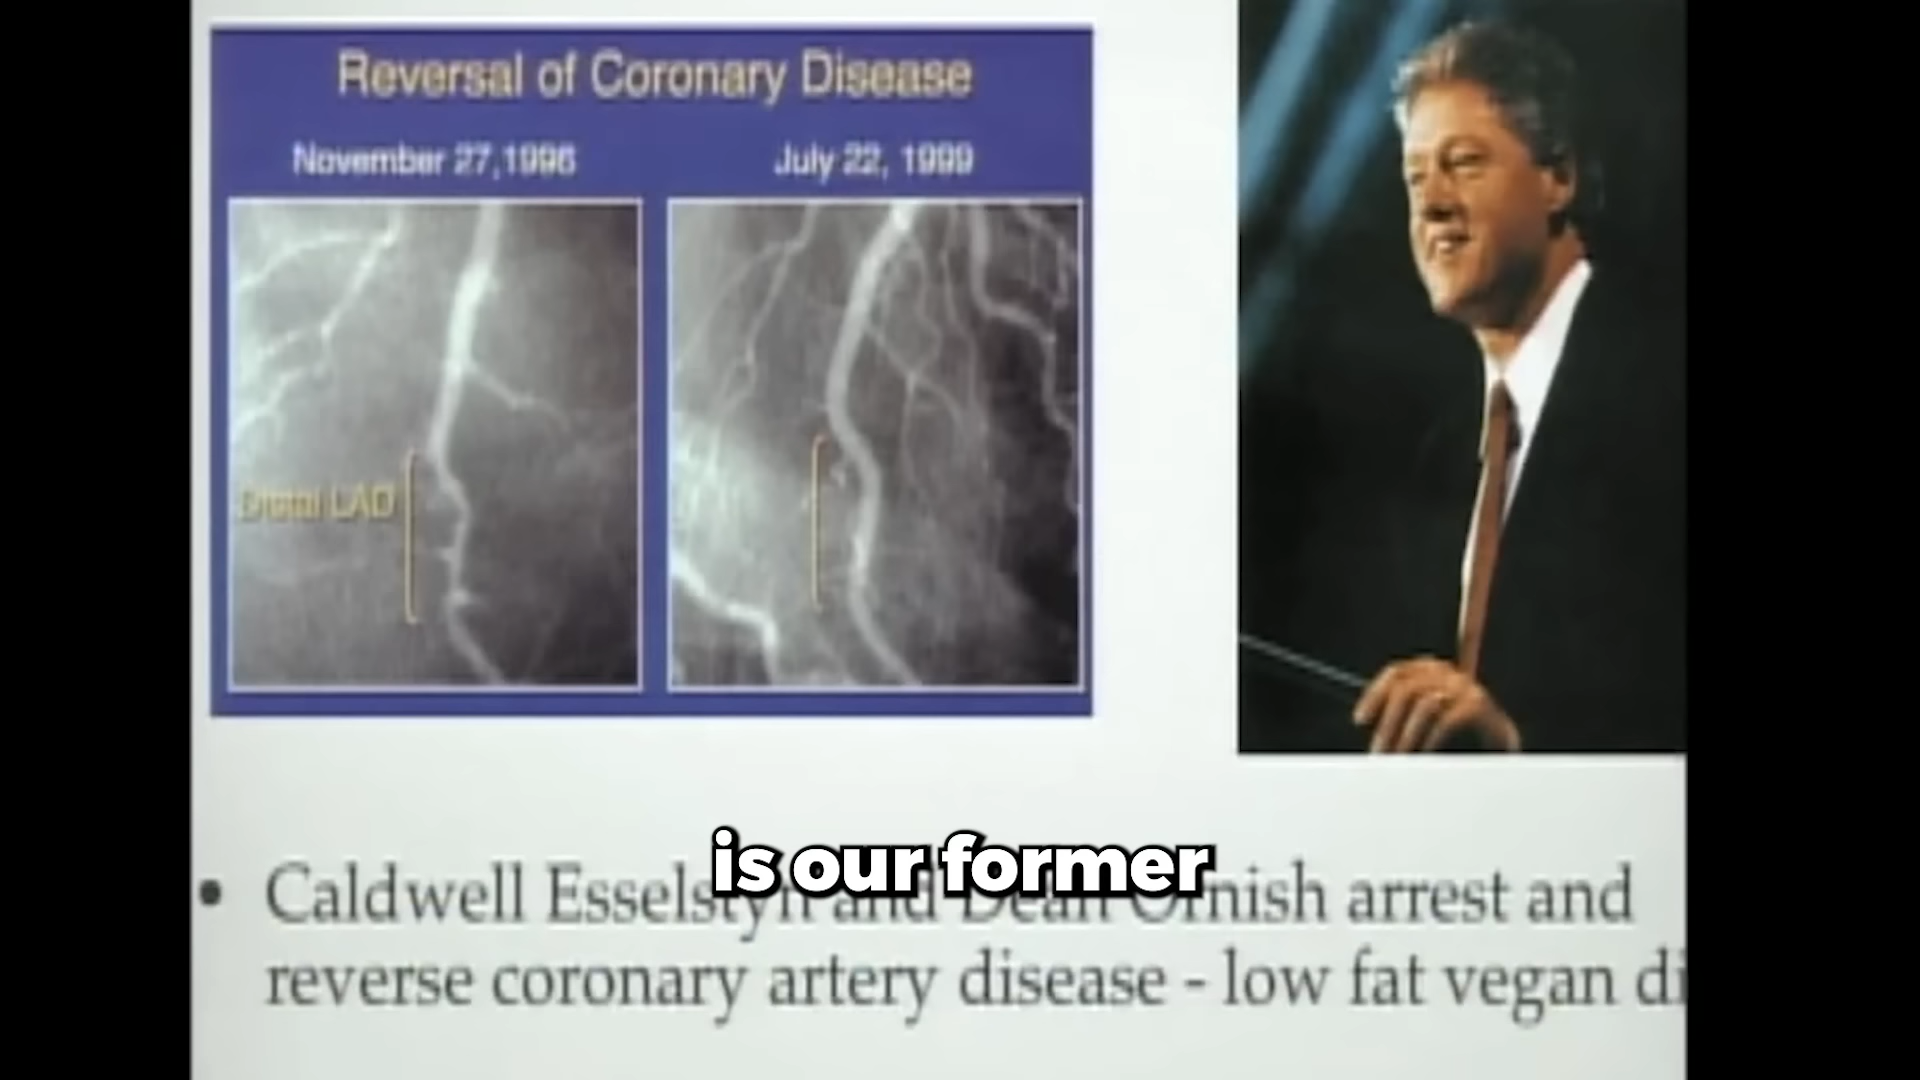 Reversal of Coronary Disease
November 27,1996
July 22, 1999
Distal LAD
is our former
• Caldwell Esselstyn and Dean Ornish arrest and
reverse coronary artery disease - low fat vegan di